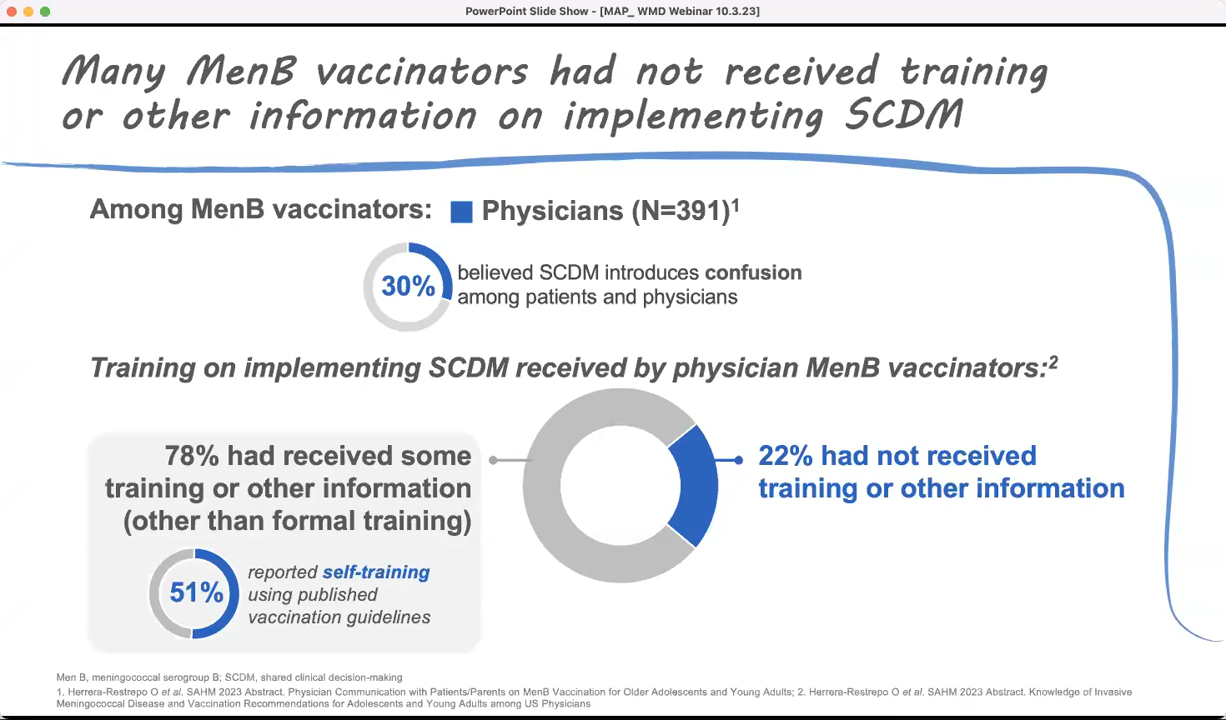 PowerPoint Slide Show - [MAP_ WMD Webinar 10.3.23]
Many MenB vaccinators had not received training
or other information on implementing SCDM
Among MenB vaccinators: Physicians (N=391)1
30%
believed SCDM introduces confusion
among patients and physicians
Training on implementing SCDM received by physician MenB vaccinators:2
78% had received some
training or other information
(other than formal training)
51%
reported self-training
using published
vaccination guidelines
22% had not received
training or other information
Men B, meningococcal serogroup B; SCDM, shared clinical decision-making
1. Herrera-Restrepo O et al. SAHM 2023 Abstract. Physician Communication with Patients/Parents on MenB Vaccination for Older Adolescents and Young Adults; 2. Herrera-Restrepo O et al. SAHM 2023 Abstract. Knowledge of Invasive
Meningococcal Disease and Vaccination Recommendations for Adolescents and Young Adults among US Physicians